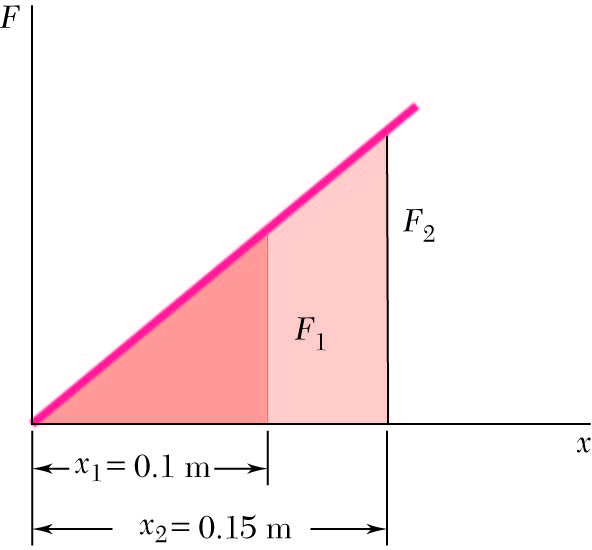 F
F₂
F₁
x
x₁ = 0.1 m
x₂ = 0.15 m